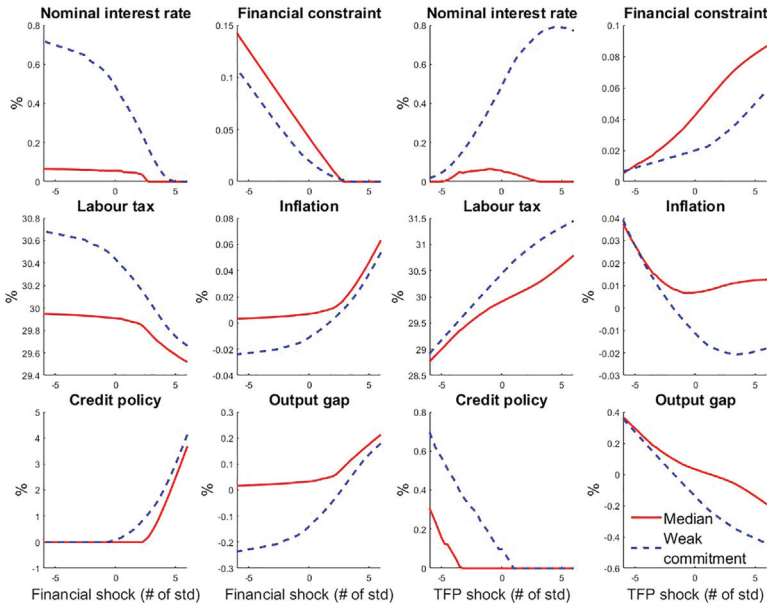 Nominal interest rate Financial constraint Nominal interest rate Financial constraint
0.8 0.15 0.8 0.1
0.6 0.08
0.1 0.6
0.4 0.06
% 0.4
0.05 0.04
0.2 0.2 0.02
0 0 0 0
-5 0 5 -5 0 5 -5 0 5 -5 0 5
Labour tax Inflation Labour tax Inflation
30.8 0.08 31.5 0.04
30.6 0.06 31 0.03
30.4 0.04 30.5 0.02
30.2 0.02 30 0.01
% % % %
30 0 29.5 0
29.8 -0.01
29.6 -0.02 29 -0.02
29.4 -0.04 28.5 -0.03
-5 0 5 -5 0 5 -5 0 5 -5 0 5
Credit policy Output gap Credit policy Output gap
5 0.3 0.8 0.4
4 0.2 0.2
3 0.1 0.6 0
% 2 % 0 % 0.4 % -0.2
1 -0.1 0.2 -0.4
0 -0.2
-1 -0.3 0 -0.6
Median
Weak
commitment
-5 0 5 -5 0 5 -5 0 5 -5 0 5
Financial shock (# of std) Financial shock (# of std) TFP shock (# of std) TFP shock (# of std)